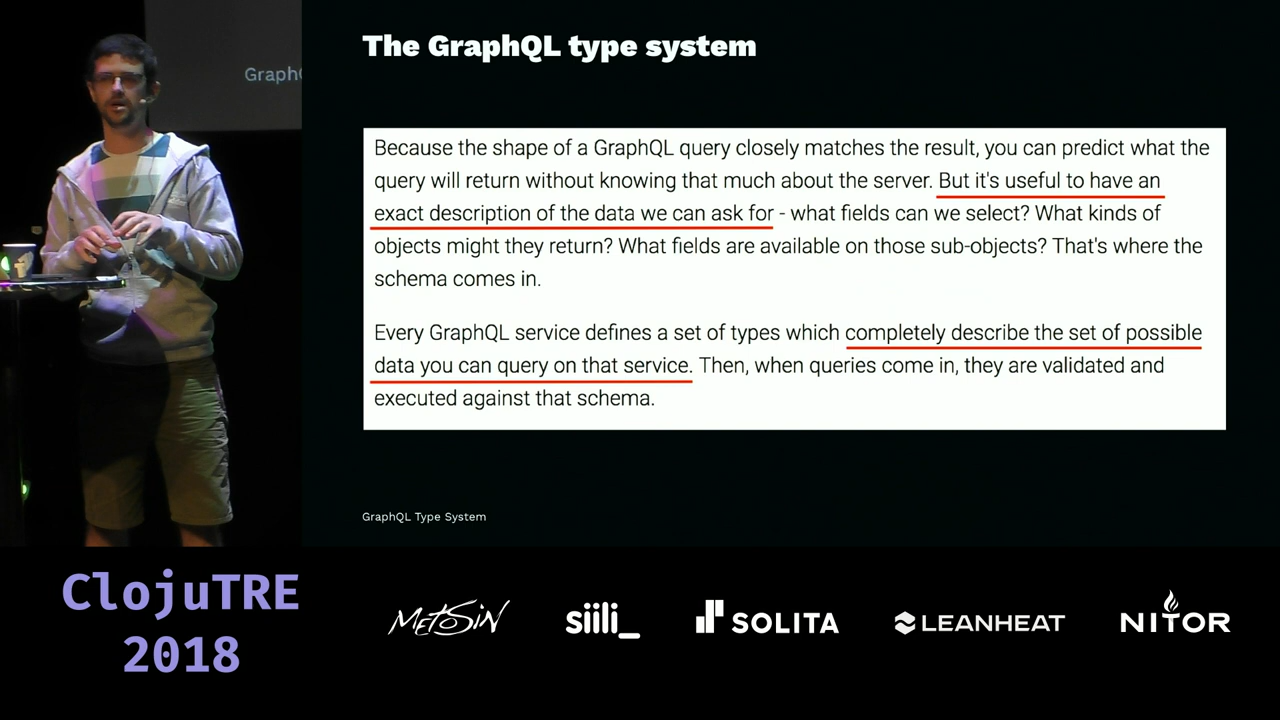 GraphQ
The GraphQL type system
Because the shape of a GraphQL query closely matches the result, you can predict what the
query will return without knowing that much about the server. But it's useful to have an
exact description of the data we can ask for - what fields can we select? What kinds of
objects might they return? What fields are available on those sub-objects? That's where the
schema comes in.
Every GraphQL service defines a set of types which completely describe the set of possible
data you can query on that service. Then, when queries come in, they are validated and
executed against that schema.
GraphQL Type System
ClojuTRE
2018
METOSIN
siili_
SOLITA
LEANHEAT
NITOR